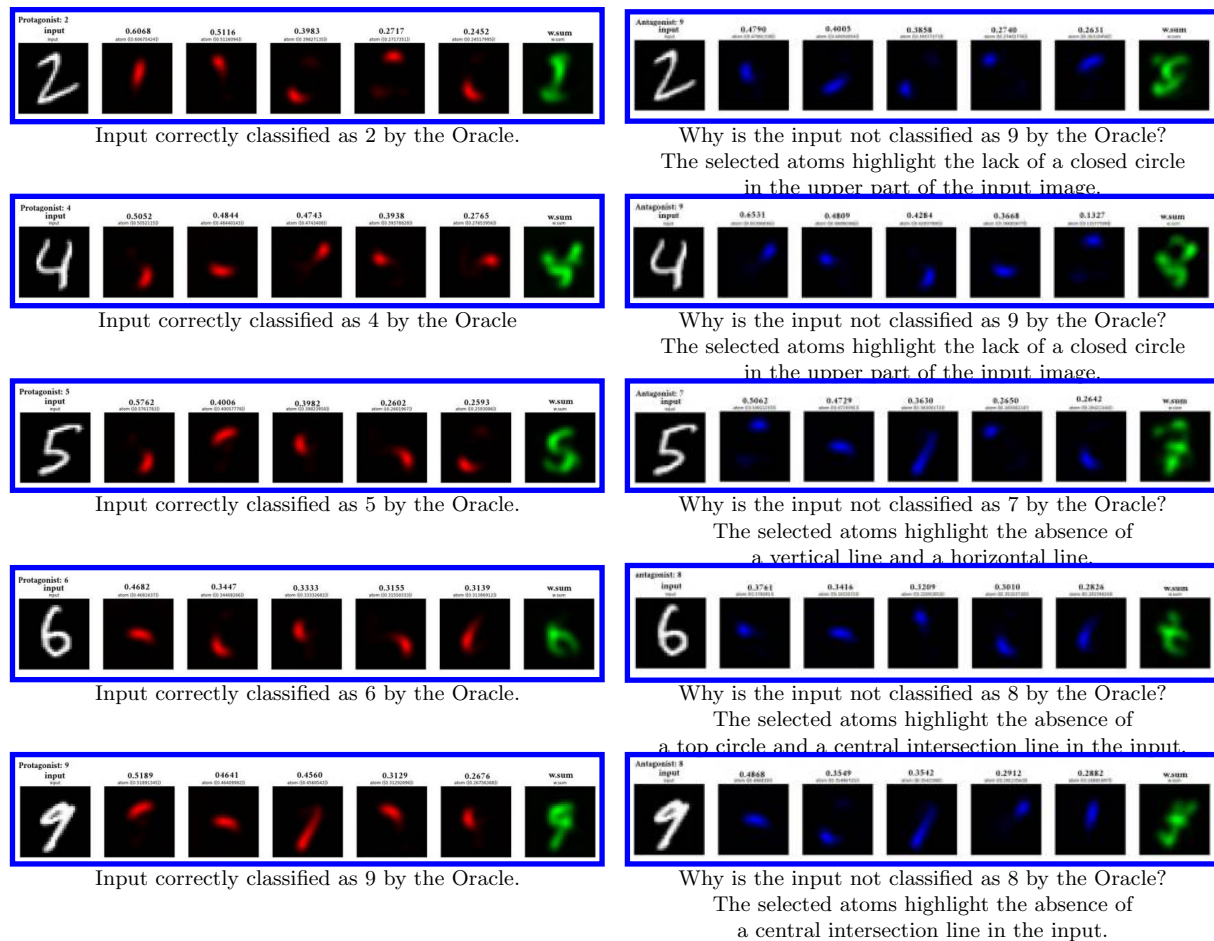 Protagonist: 2
input 0.6068 0.5116 0.3983 0.2717 0.2452 w.sum
Input correctly classified as 2 by the Oracle.
Antagonist: 9
input 0.4790 0.4005 0.3858 0.2740 0.2631 w.sum
Why is the input not classified as 9 by the Oracle?
The selected atoms highlight the lack of a closed circle
in the upper part of the input image.
Protagonist: 4
input 0.5052 0.4844 0.4743 0.3938 0.2765 w.sum
Input correctly classified as 4 by the Oracle
Antagonist: 9
input 0.6531 0.4809 0.4284 0.3668 0.1327 w.sum
Why is the input not classified as 9 by the Oracle?
The selected atoms highlight the lack of a closed circle
in the upper part of the input image.
Protagonist: 5
input 0.5762 0.4006 0.3982 0.2602 0.2593 w.sum
Input correctly classified as 5 by the Oracle.
Antagonist: 7
input 0.5062 0.4729 0.3630 0.2650 0.2642 w.sum
Why is the input not classified as 7 by the Oracle?
The selected atoms highlight the absence of
a vertical line and a horizontal line.
Protagonist: 6
input 0.4682 0.3447 0.3333 0.3155 0.3139 w.sum
Input correctly classified as 6 by the Oracle.
antagonist: 8
input 0.3761 0.3416 0.3209 0.3010 0.2826 w.sum
Why is the input not classified as 8 by the Oracle?
The selected atoms highlight the absence of
a top circle and a central intersection line in the input.
Protagonist: 9
input 0.5189 04641 0.4560 0.3129 0.2676 w.sum
Input correctly classified as 9 by the Oracle.
Antagonist: 8
input 0.4868 0.3549 0.3542 0.2912 0.2882 w.sum
Why is the input not classified as 8 by the Oracle?
The selected atoms highlight the absence of
a central intersection line in the input.